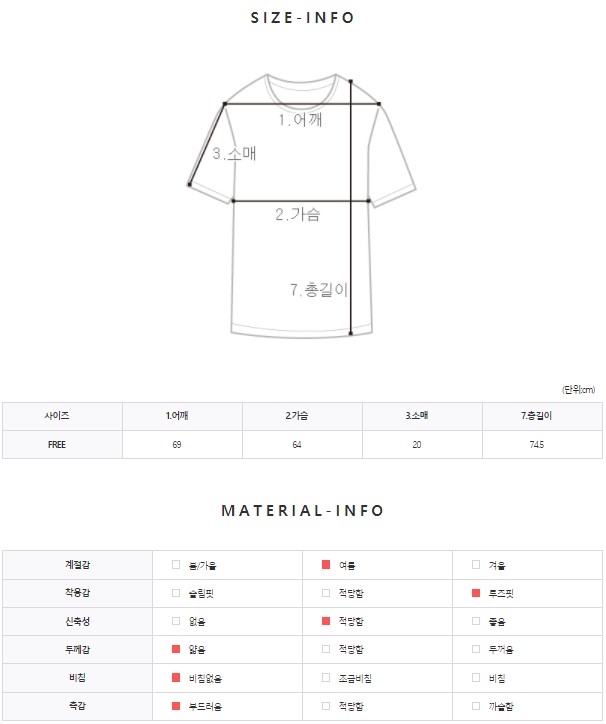 SIZE-INFO
1.어깨
3.소매
2.가슴
7.총길이
(단위:cm)
사이즈 1.어깨 2.가슴 3.소매 7.총길이
FREE 69 64 20 74.5
MATERIAL-INFO
계절감 봄/가을 여름 겨울
착용감 슬림핏 적당함 루즈핏
신축성 없음 적당함 좋음
두께감 얇음 적당함 두꺼움
비침 비침없음 조금비침 비침
촉감 부드러움 적당함 까슬함